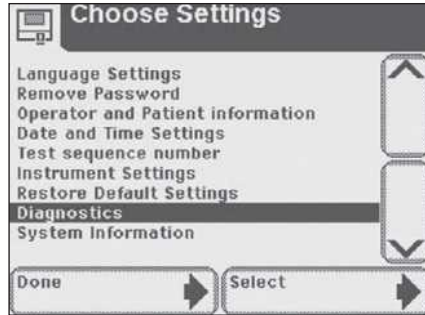 Choose Settings
Language Settings
Remove Password
Operator and Patient information
Date and Time Settings
Test sequence number
Instrument Settings
Restore Default Settings
Diagnostics
System Information
Done
Select